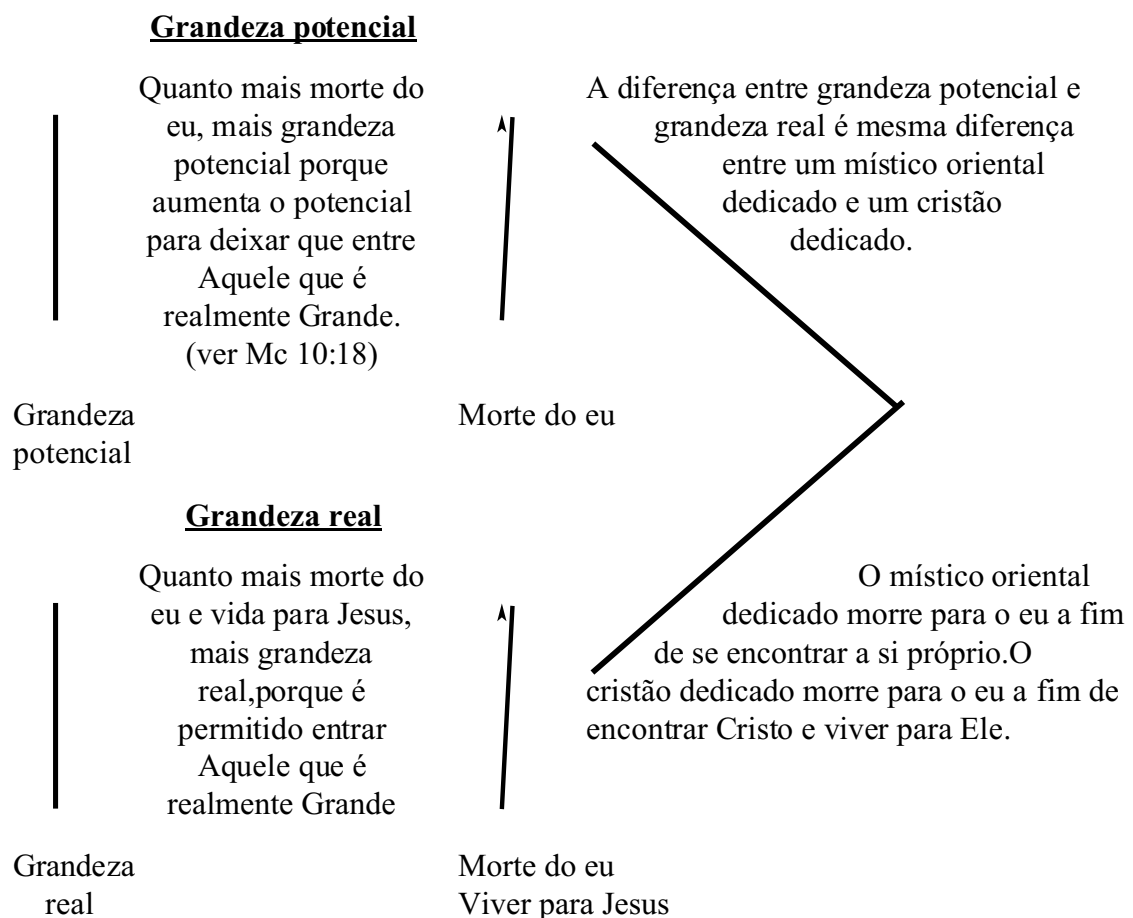 Grandeza potencial
Quanto mais morte do
eu, mais grandeza
potencial porque
aumenta o potencial
para deixar que entre
Aquele que é
realmente Grande.
(ver Mc 10:18)
A diferença entre grandeza potencial e
grandeza real é mesma diferença
entre um místico oriental
dedicado e um cristão
dedicado.
Grandeza
potencial
Morte do eu
Grandeza real
Quanto mais morte do
eu e vida para Jesus,
mais grandeza
real,porque é
permitido entrar
Aquele que é
realmente Grande
O místico oriental
dedicado morre para o eu a fim
de se encontrar a si próprio.O
cristão dedicado morre para o eu a fim de
encontrar Cristo e viver para Ele.
Grandeza
real
Morte do eu
Viver para Jesus